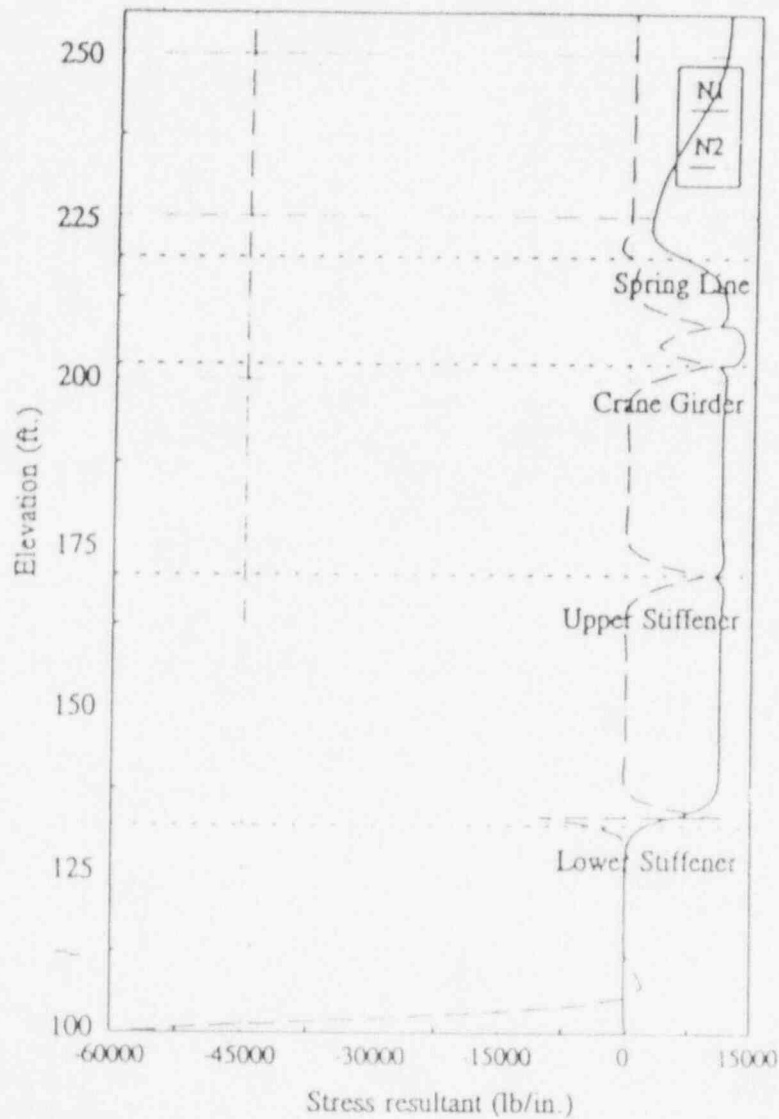 250
N1
N2
225
Spring Line
200
Crane Girder
Elevation (ft.)
175
Upper Stiffener
150
Lower Stiffener
125
100
-60000 -45000 -30000 -15000 0 15000
Stress resultant (lb/in.)